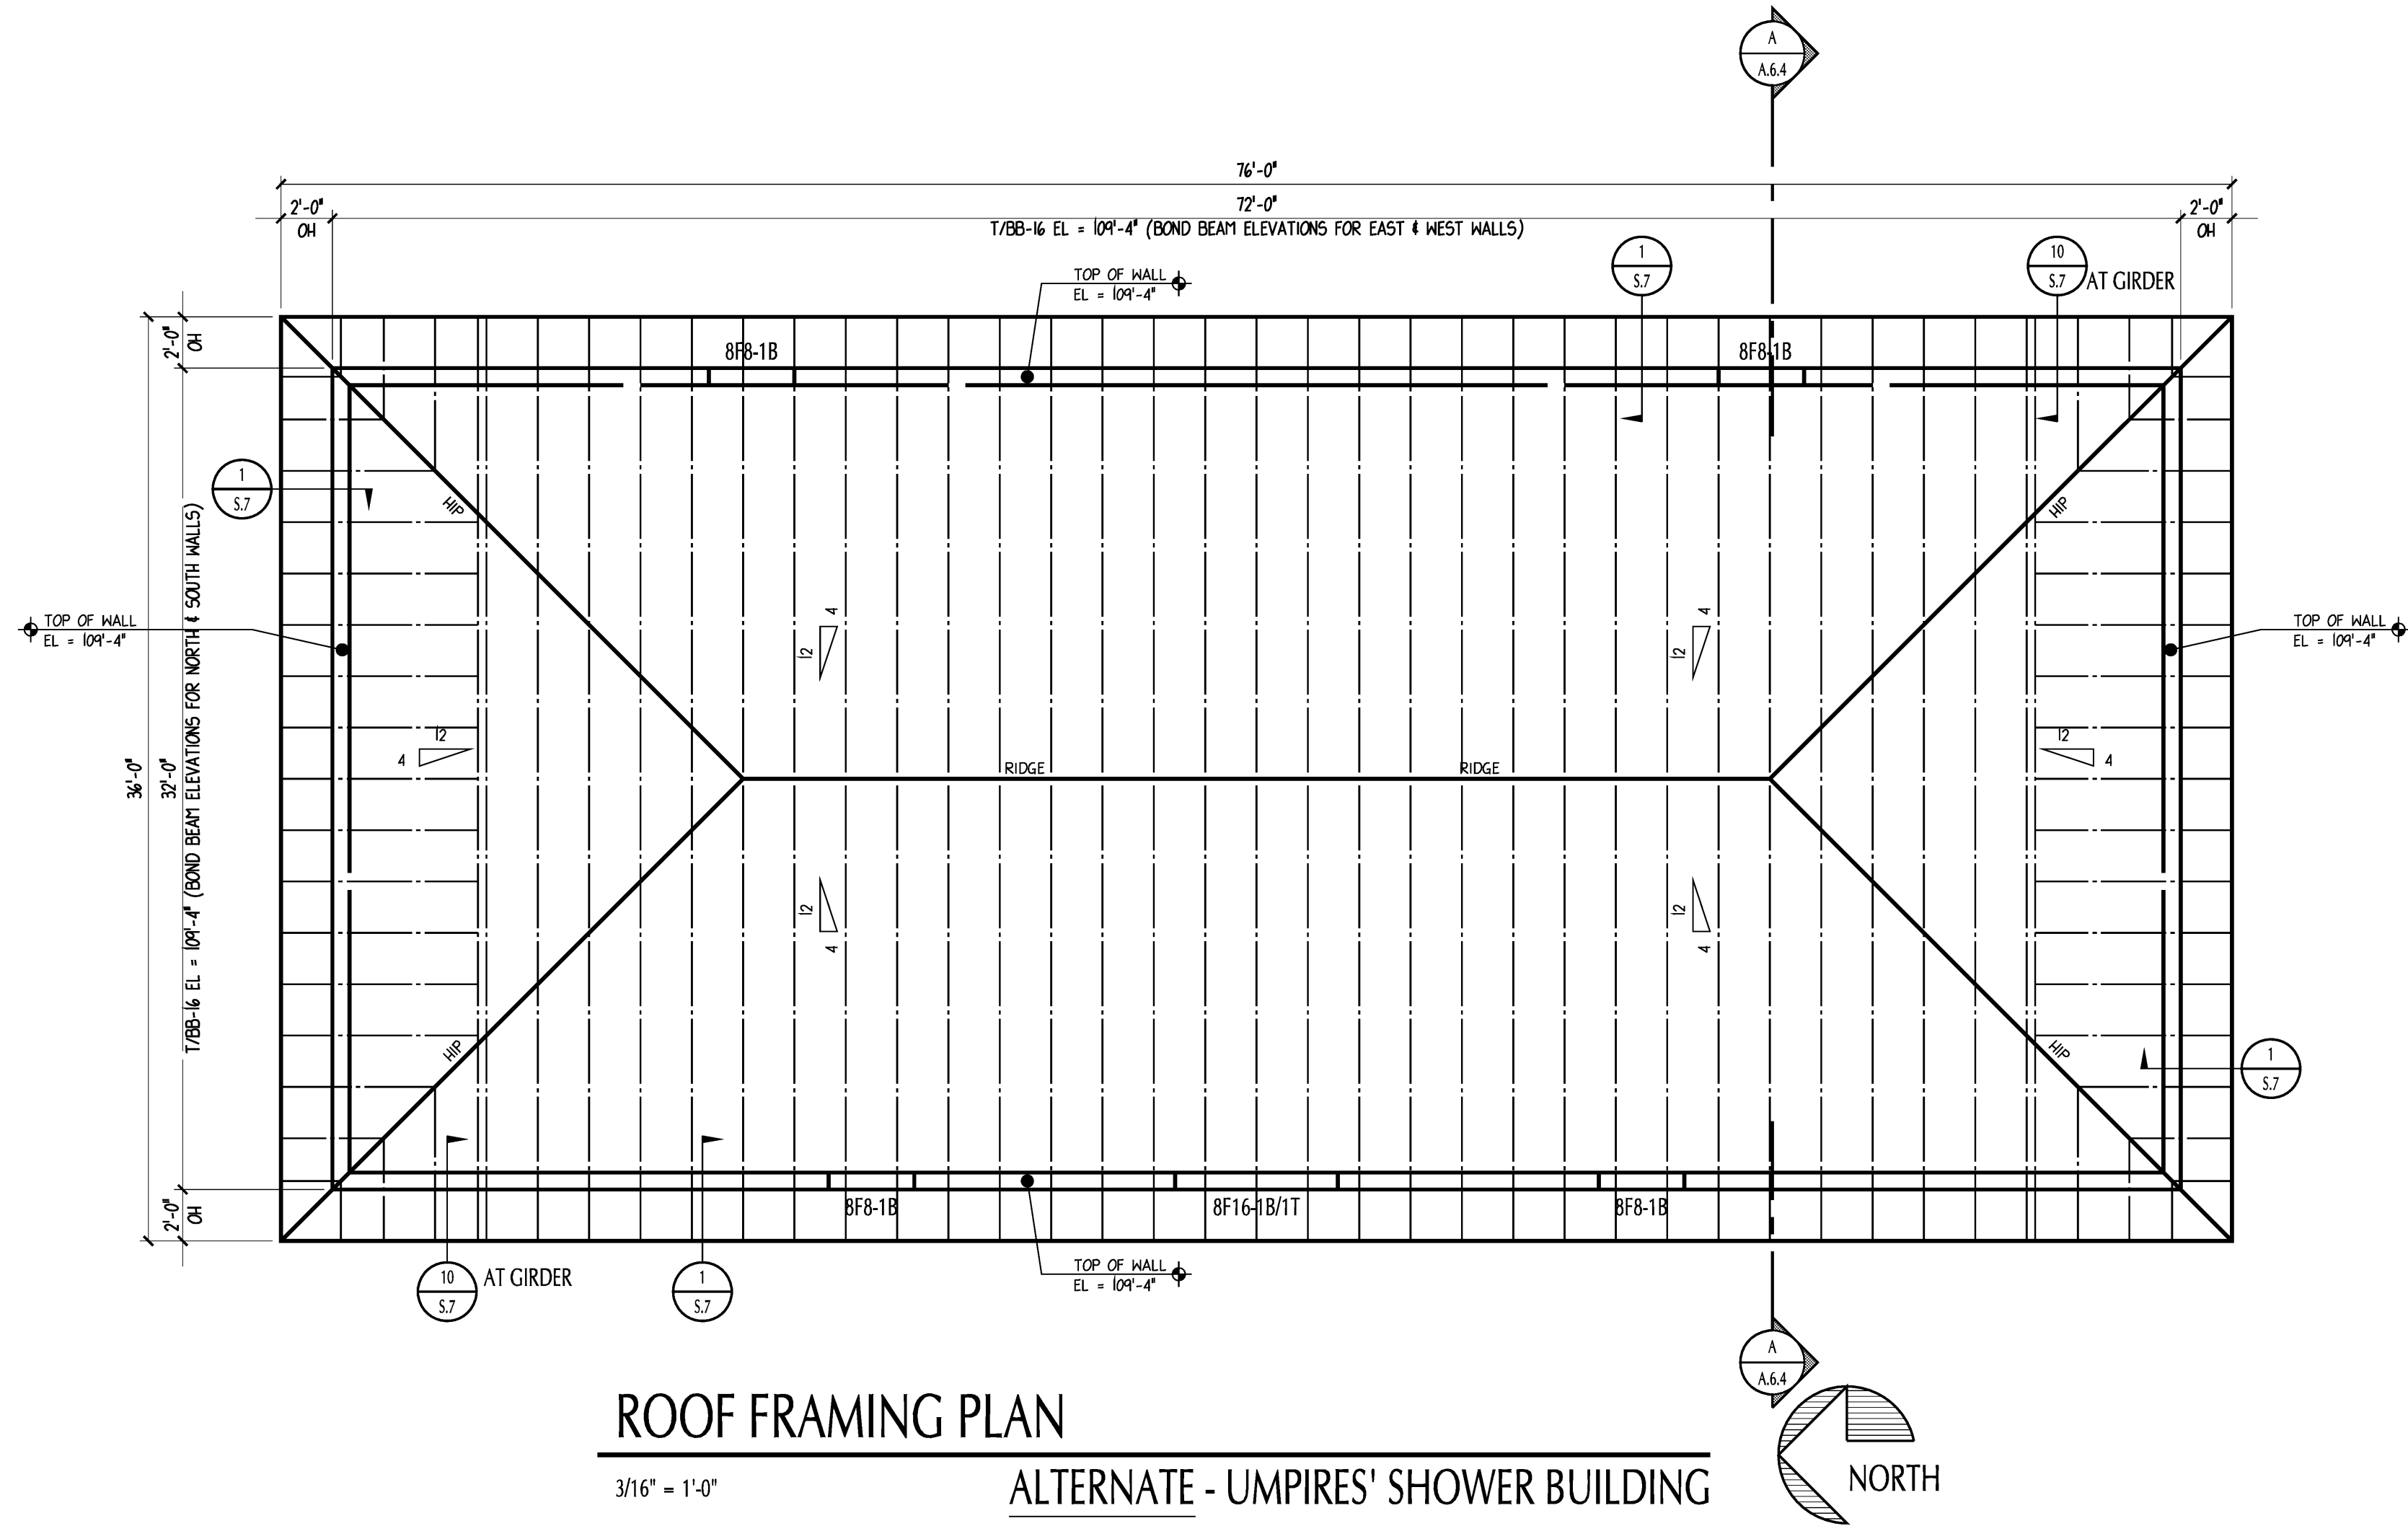 A
A.6.4
76'-0"
2'-0"
OH
72'-0"
T/BB-16 EL = 109'-4" (BOND BEAM ELEVATIONS FOR EAST & WEST WALLS)
2'-0"
OH
TOP OF WALL
EL = 109'-4"
1
S.7
10
S.7
AT GIRDER
2'-0"
OH
8F8-1B
8F8-1B
1
S.7
HIP
HIP
36'-0"
32'-0"
T/BB-16 EL = 109'-4" (BOND BEAM ELEVATIONS FOR NORTH & SOUTH WALLS)
TOP OF WALL
EL = 109'-4"
4
12
4
12
TOP OF WALL
EL = 109'-4"
12
4
12
4
RIDGE
RIDGE
12
4
12
4
HIP
HIP
1
S.7
2'-0"
OH
8F8-1B
8F16-1B/1T
8F8-1B
10
S.7
AT GIRDER
1
S.7
TOP OF WALL
EL = 109'-4"
A
A.6.4
ROOF FRAMING PLAN
3/16" = 1'-0"
ALTERNATE - UMPIRES' SHOWER BUILDING
NORTH